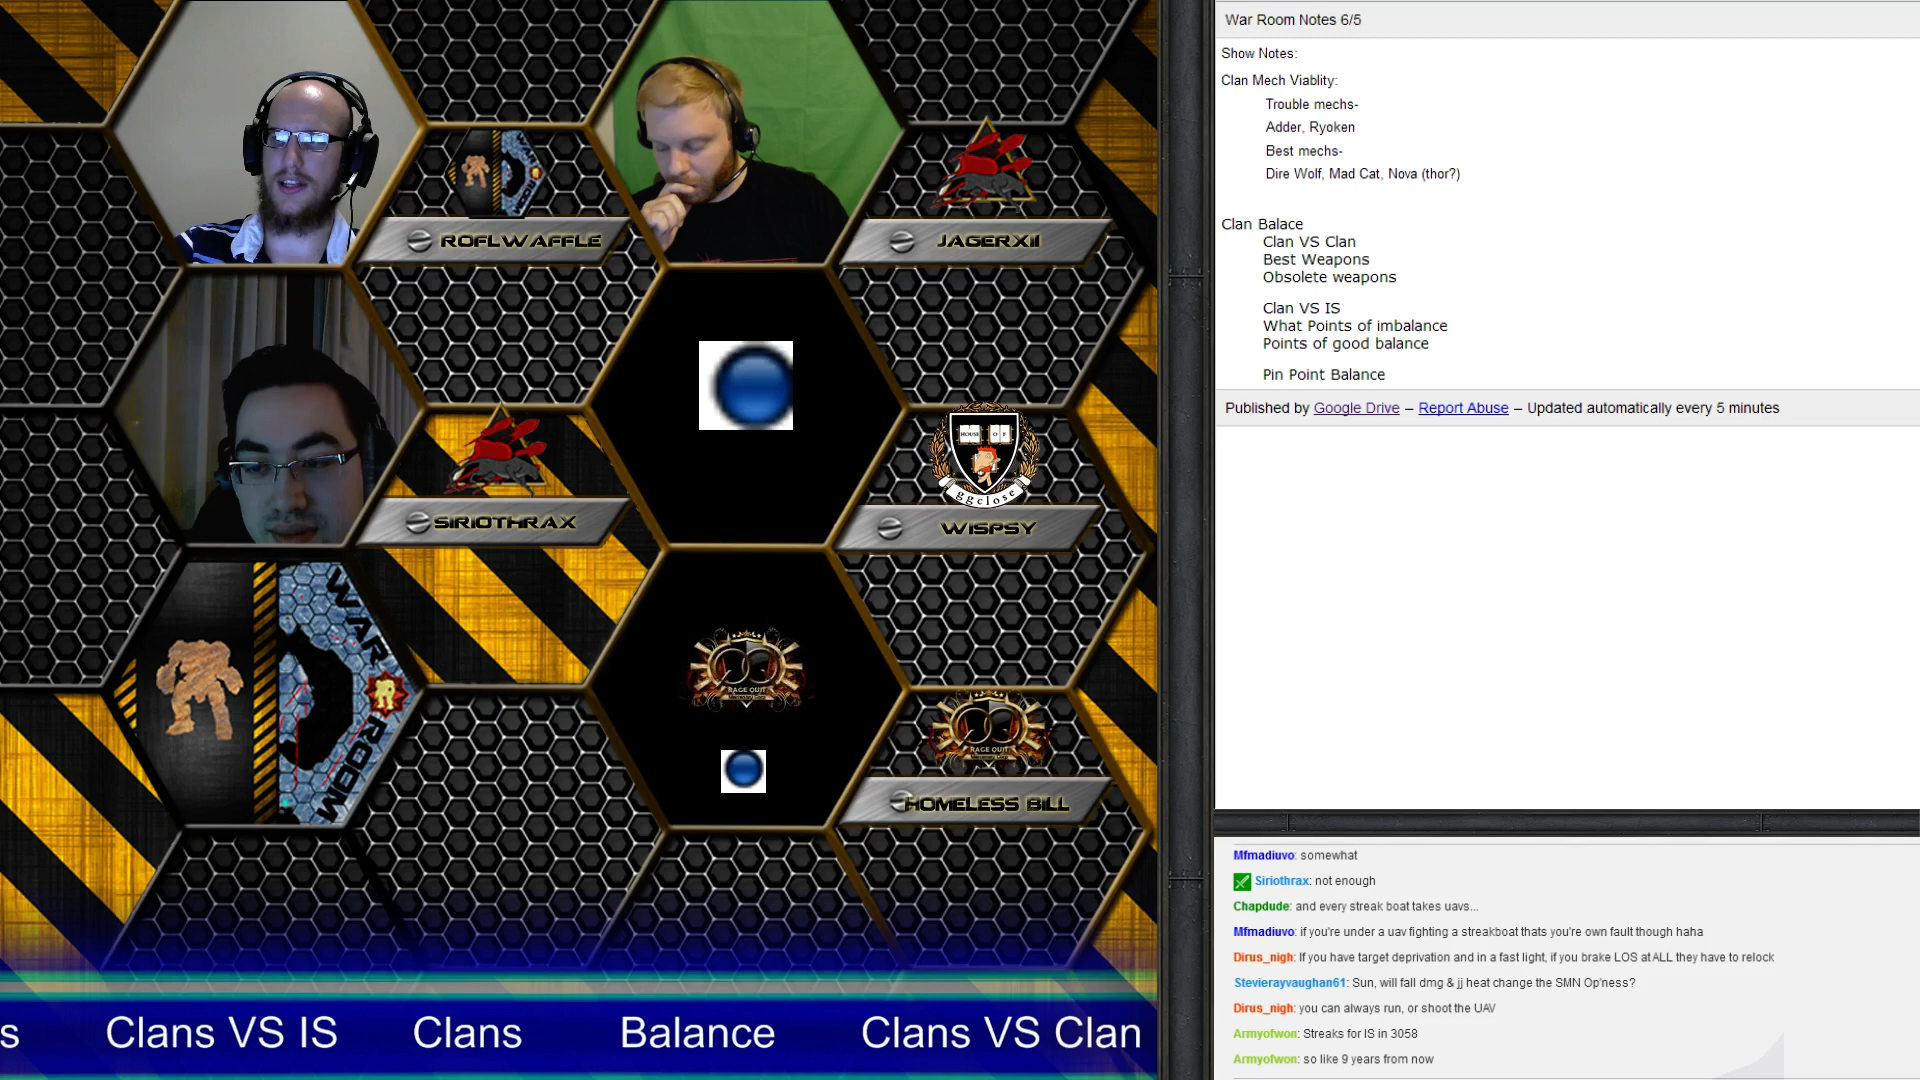 ROFLWAFFLE
JAGERXII
SIRIOTHRAX
HOUSE OF
ggclose
WISPSY
WAR ROOM
RAGE QUIT
RAGE QUIT
HOMELESS BILL
s Clans VS IS Clans Balance Clans VS Clan
War Room Notes 6/5
Show Notes:
Clan Mech Viablity:
Trouble mechs-
Adder, Ryoken
Best mechs-
Dire Wolf, Mad Cat, Nova (thor?)
Clan Balace
Clan VS Clan
Best Weapons
Obsolete weapons
Clan VS IS
What Points of imbalance
Points of good balance
Pin Point Balance
Published by Google Drive – Report Abuse – Updated automatically every 5 minutes
Mfmadiuvo: somewhat
Siriothrax: not enough
Chapdude: and every streak boat takes uavs...
Mfmadiuvo: if you're under a uav fighting a streakboat thats you're own fault though haha
Dirus_nigh: If you have target deprivation and in a fast light, if you brake LOS at ALL they have to relock
Stevierayvaughan61: Sun, will fall dmg & jj heat change the SMN Op'ness?
Dirus_nigh: you can always run, or shoot the UAV
Armyofwon: Streaks for IS in 3058
Armyofwon: so like 9 years from now